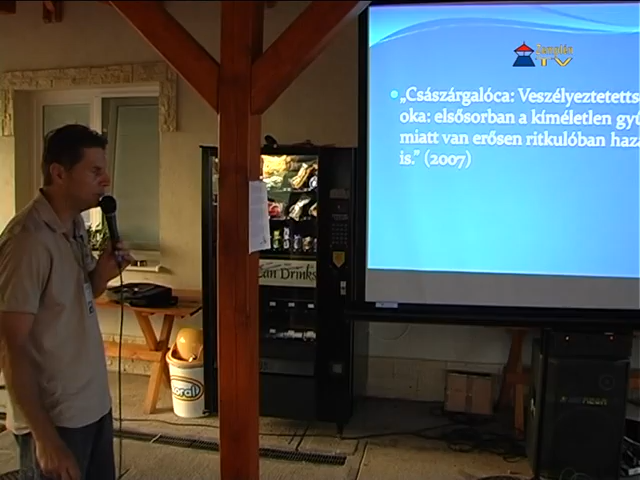 Zemplén
TV
„Császárgalóca: Veszélyeztetetts
oka: elsősorban a kíméletlen gyű
miatt van erősen ritkulóban haza
is.” (2007)
Can Drinks